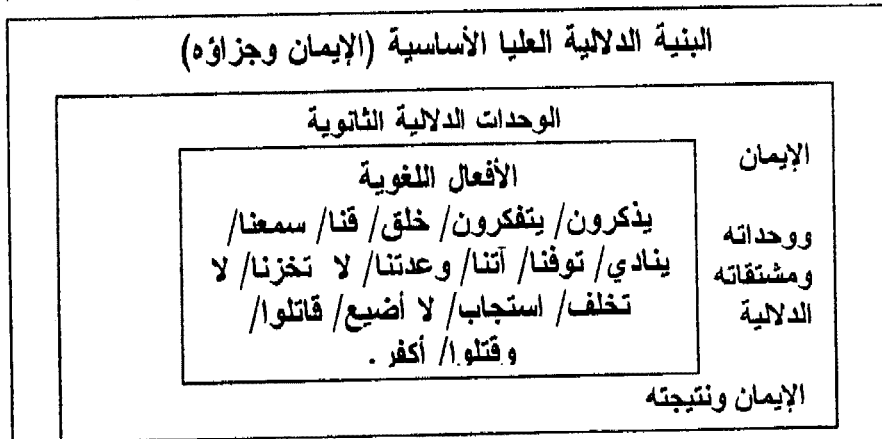 البنية الدلالية العليا الأساسية (الإيمان وجزاؤه)
الوحدات الدلالية الثانوية
الإيمان
ووحداته
ومشتقاته
الدلالية
الأفعال اللغوية
يذكرون/ يتفكرون/ خلق/ قنا/ سمعنا/
ينادي/ توفنا/ آتنا/ وعدتنا/ لا تخزنا/ لا
تخلف/ استجاب/ لا أضيع/ قاتلوا/
وقتلوا/ أكفر .
الإيمان ونتيجته